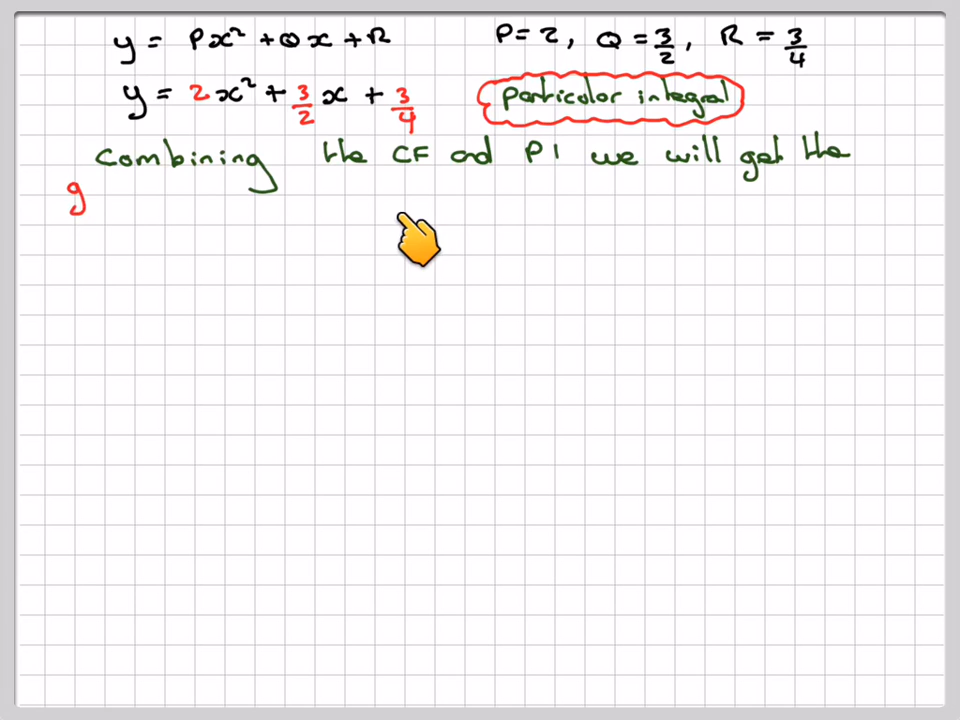 y = Px² + Qx + R P = 2, Q = 3/2, R = 3/4
y = 2x² + 3/2 x + 3/4 particular integral
Combining the CF and PI we will get the
g